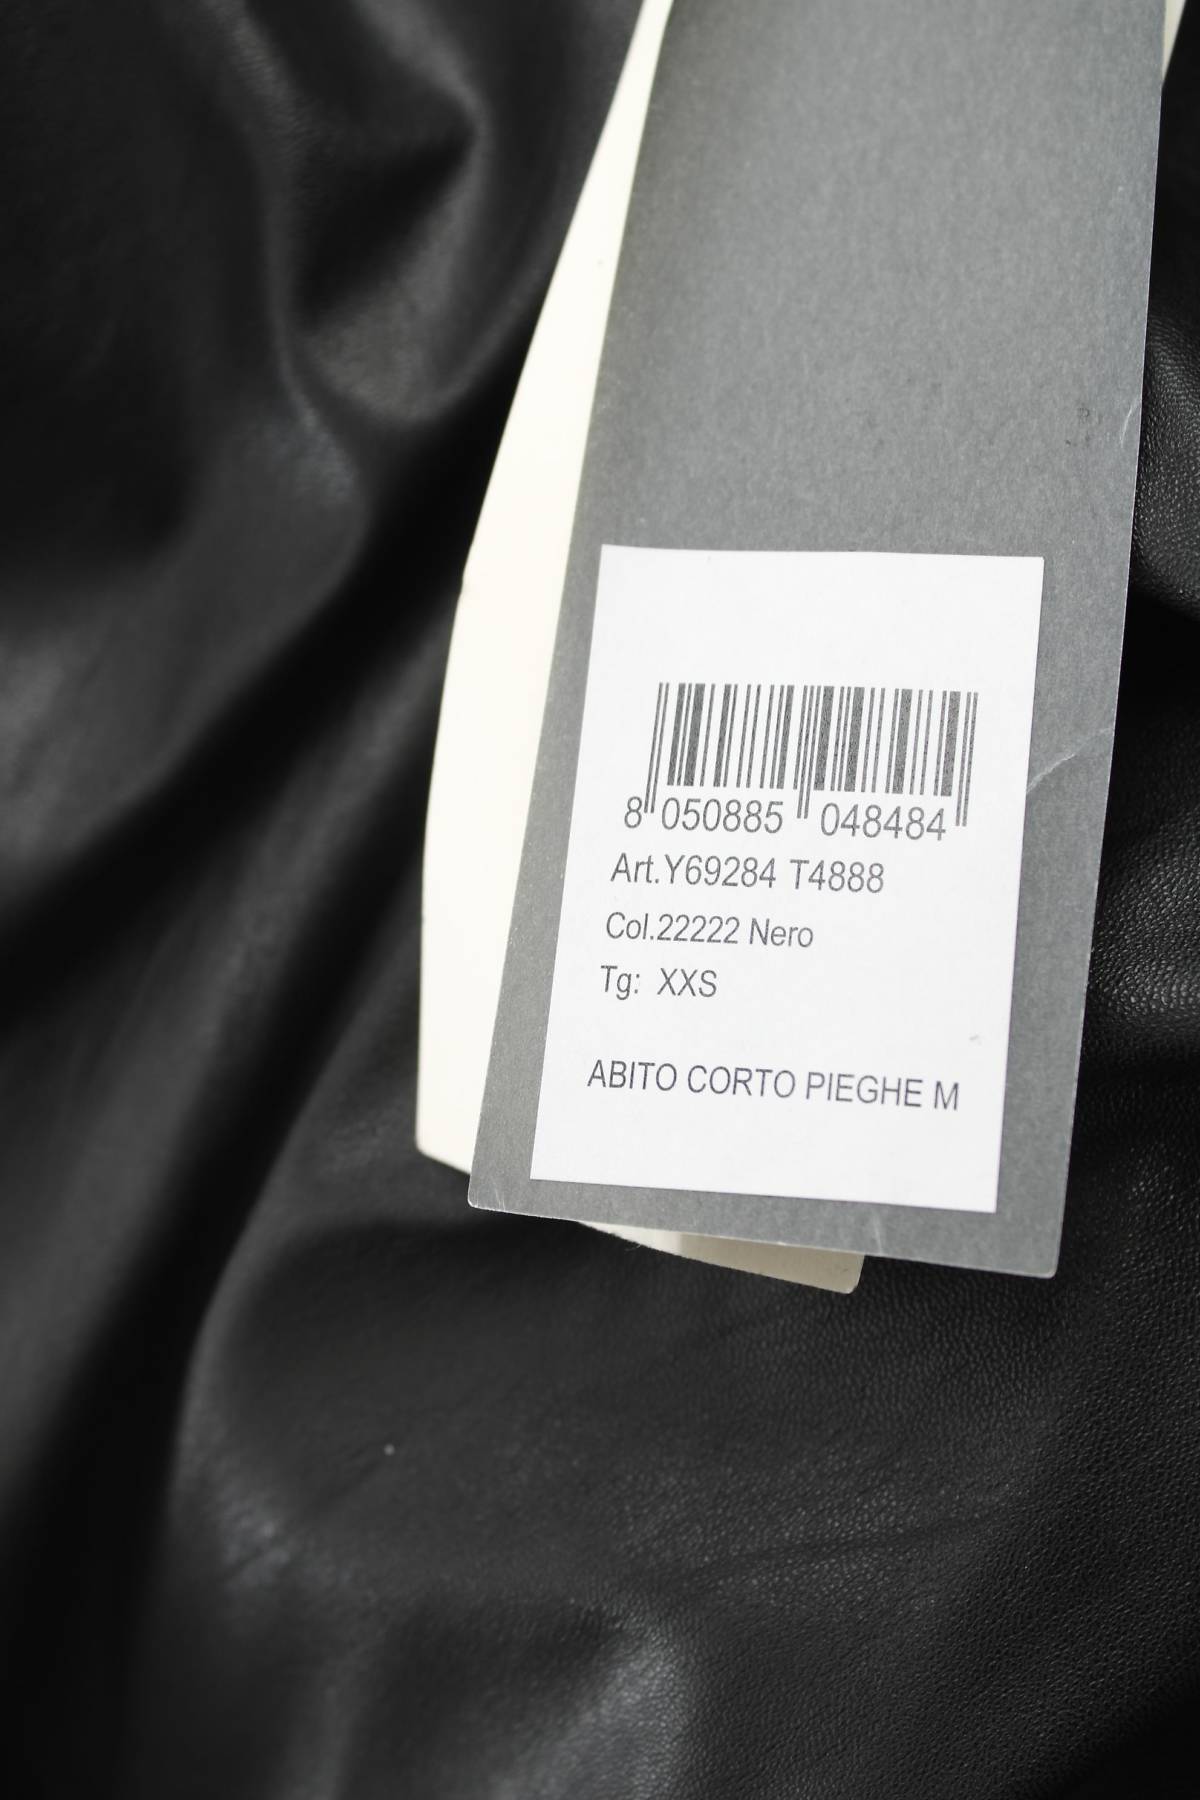 8 050885 048484
Art.Y69284 T4888
Col.22222 Nero
Tg: XXS
ABITO CORTO PIEGHE M